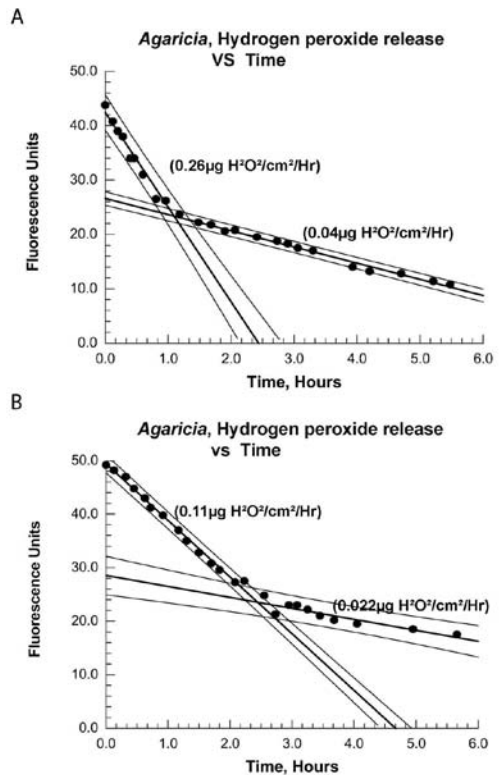 A
Agaricia, Hydrogen peroxide release
VS Time
50.0
40.0
30.0
20.0
10.0
0.0
Fluorescence Units
(0.26µg H²O²/cm²/Hr)
(0.04µg H²O²/cm²/Hr)
0.0 1.0 2.0 3.0 4.0 5.0 6.0
Time, Hours
B
Agaricia, Hydrogen peroxide release
vs Time
50.0
40.0
30.0
20.0
10.0
0.0
Fluorescence Units
(0.11µg H²O²/cm²/Hr)
(0.022µg H²O²/cm²/Hr)
0.0 1.0 2.0 3.0 4.0 5.0 6.0
Time, Hours